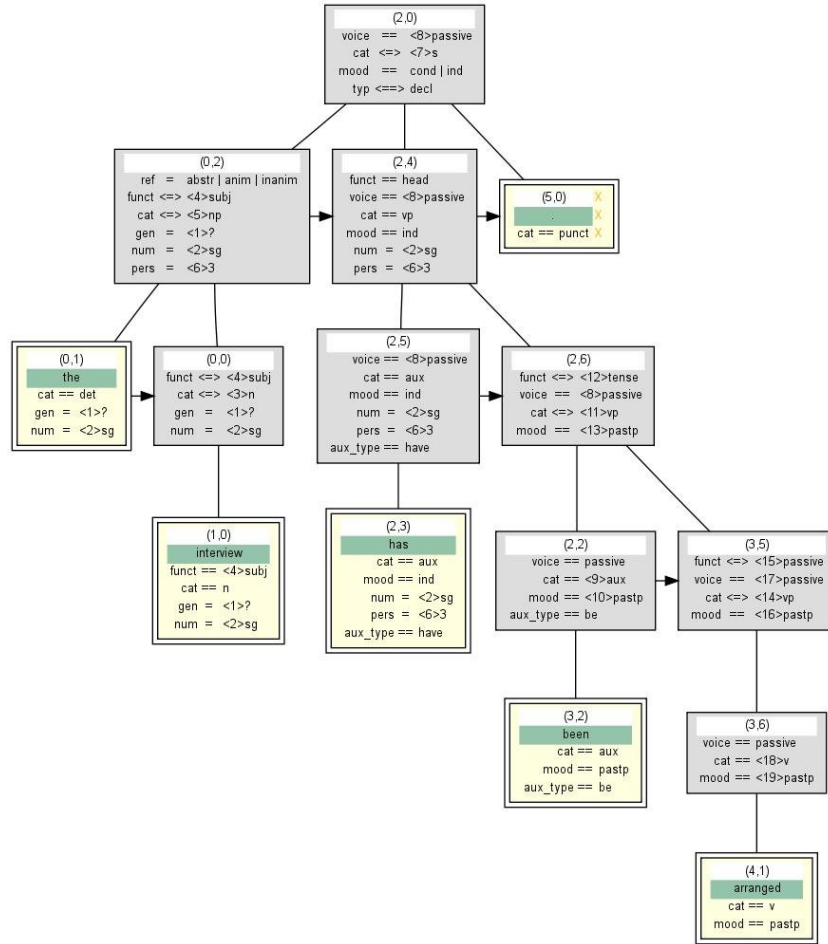 (2,0)
voice == <8>passive
cat <=> <7>s
mood == cond | ind
typ <==> decl
(0,2)
ref = abstr | anim | inanim
funct <=> <4>subj
cat <=> <5>np
gen = <1>?
num = <2>sg
pers = <6>3
(2,4)
funct == head
voice == <8>passive
cat == vp
mood == ind
num = <2>sg
pers = <6>3
(5,0) X
. X
cat == punct X
(0,1)
the
cat == det
gen = <1>?
num = <2>sg
(0,0)
funct <=> <4>subj
cat <=> <3>n
gen = <1>?
num = <2>sg
(2,5)
voice == <8>passive
cat == aux
mood == ind
num = <2>sg
pers = <6>3
aux_type == have
(2,6)
funct <=> <12>tense
voice == <8>passive
cat <=> <11>vp
mood == <13>pastp
(1,0)
interview
funct == <4>subj
cat == n
gen = <1>?
num = <2>sg
(2,3)
has
cat == aux
mood == ind
num = <2>sg
pers = <6>3
aux_type == have
(2,2)
voice == passive
cat == <9>aux
mood == <10>pastp
aux_type == be
(3,5)
funct <=> <15>passive
voice == <17>passive
cat <=> <14>vp
mood == <16>pastp
(3,2)
been
cat == aux
mood == pastp
aux_type == be
(3,6)
voice == passive
cat == <18>v
mood == <19>pastp
(4,1)
arranged
cat == v
mood == pastp